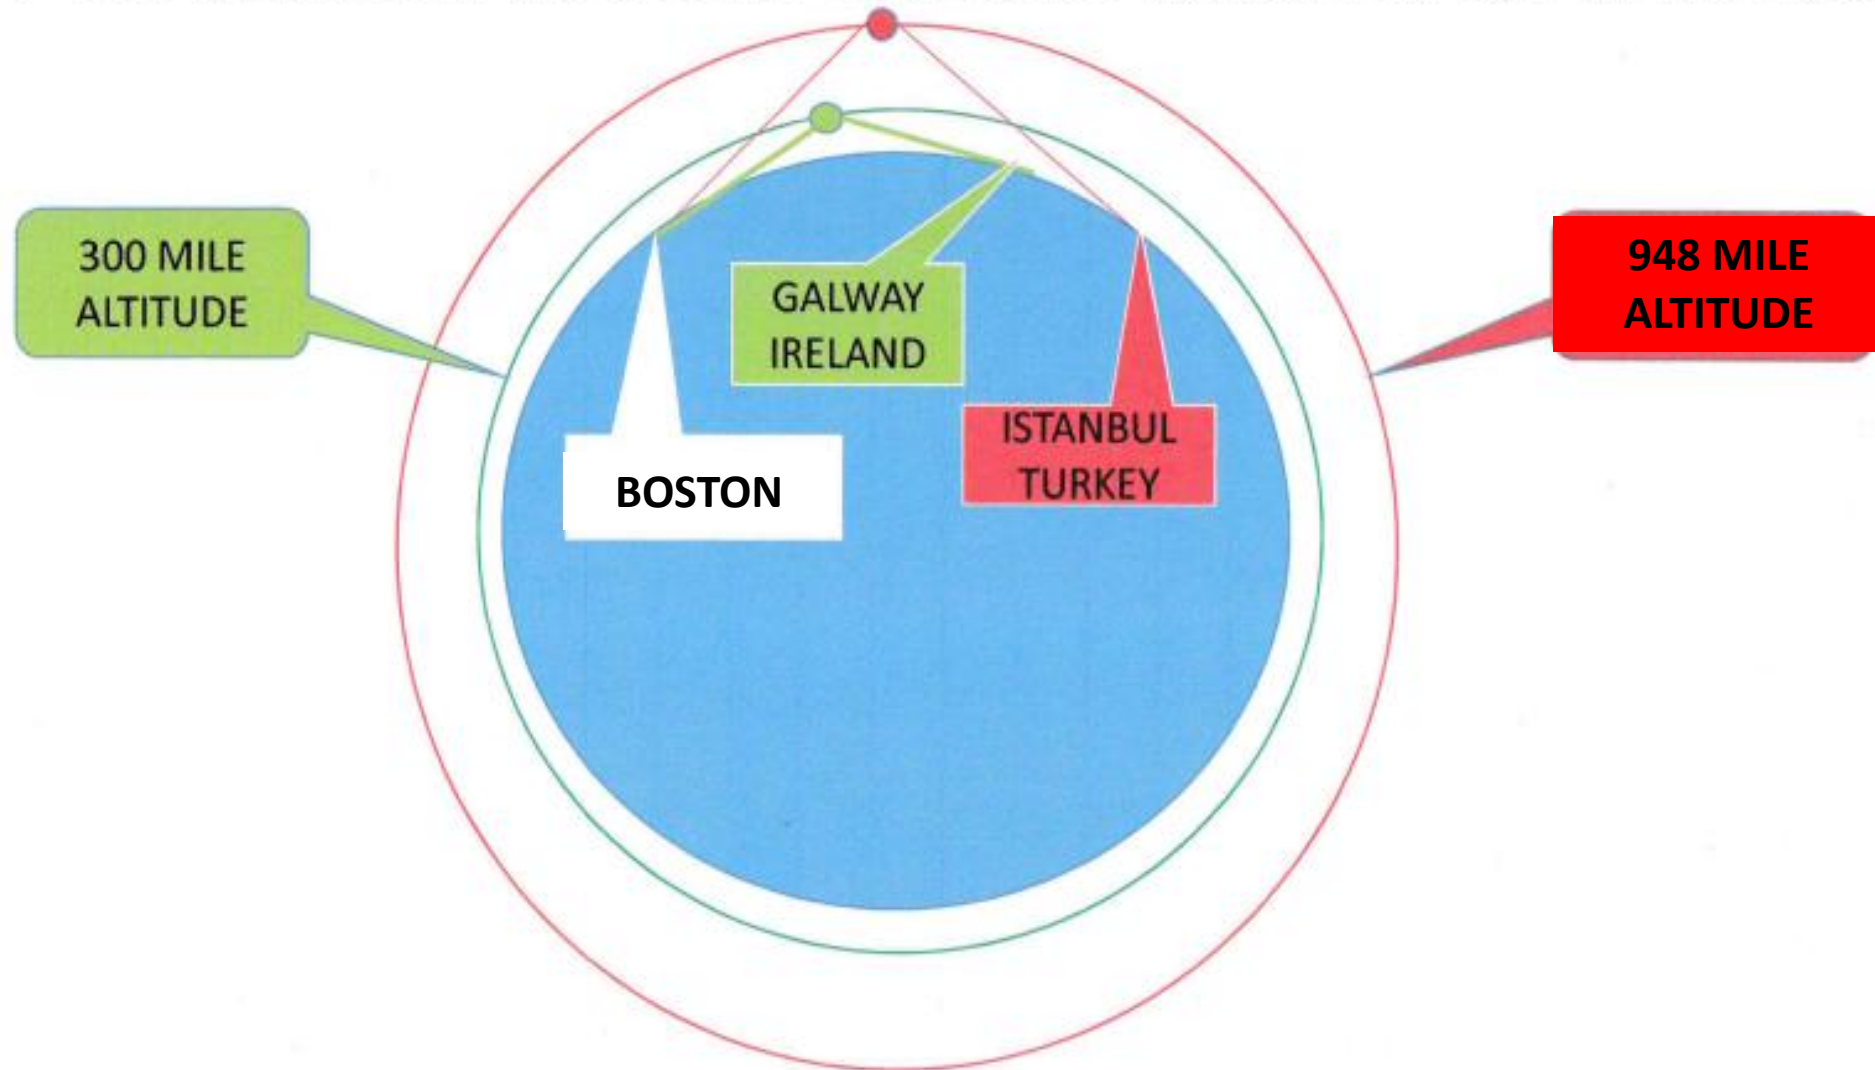 300 MILE
ALTITUDE
948 MILE
ALTITUDE
GALWAY
IRELAND
ISTANBUL
TURKEY
BOSTON